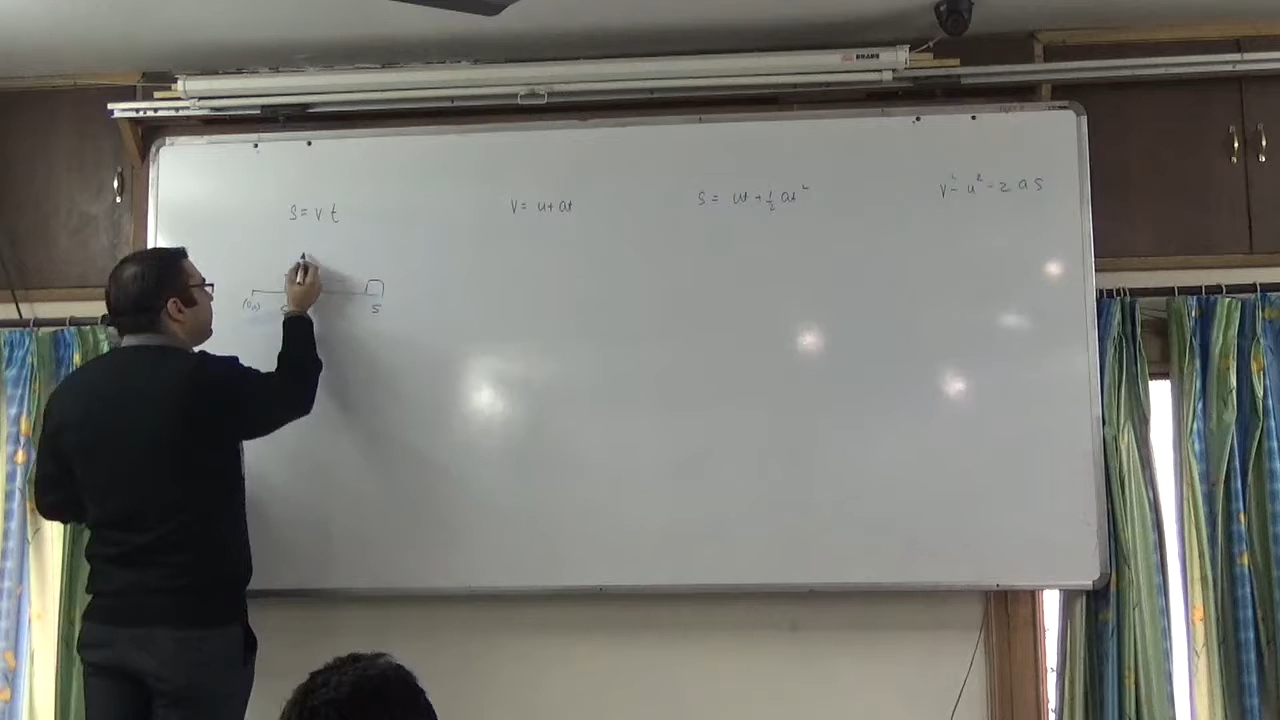 S = v t
v = u + at
S = ut + 1/2 at²
v² - u² = 2 a s
S